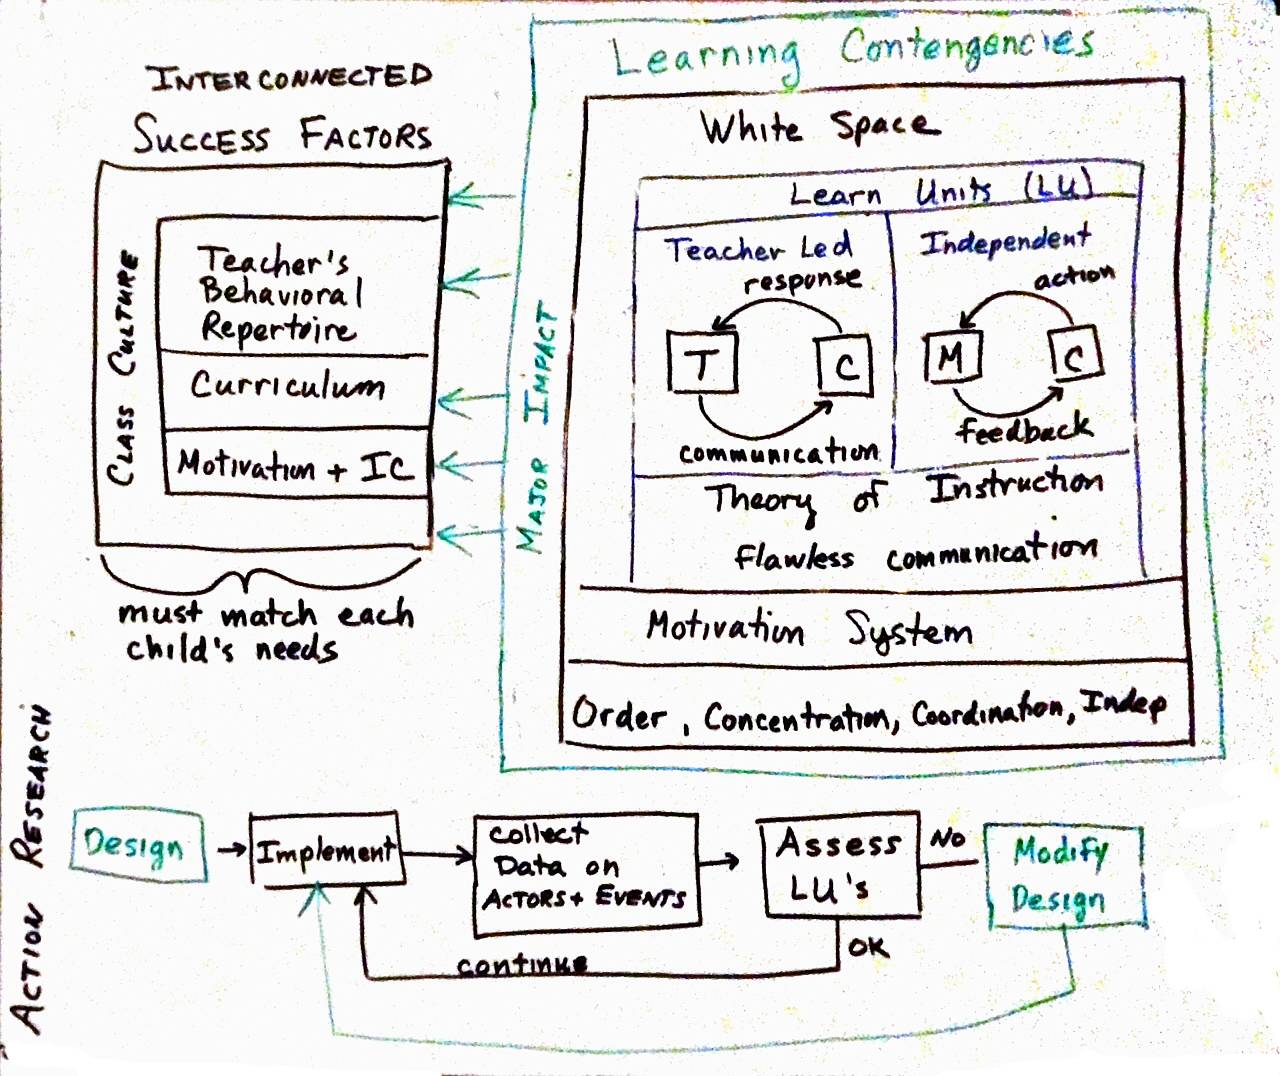 INTERCONNECTED
SUCCESS FACTORS
CLASS CULTURE
Teacher's
Behavioral
Repertoire
Curriculum
Motivation + IC
must match each
child's needs
MAJOR IMPACT
Learning Contengencies
White Space
Learn Units (LU)
Teacher Led
response
T
C
communication
Independent
action
M
C
feedback
Theory of Instruction
flawless communication
Motivation System
Order, Concentration, Coordination, Indep
ACTION RESEARCH
Design
Implement
Collect
Data on
ACTORS + EVENTS
Assess
LU's
No
Modify
Design
OK
continue